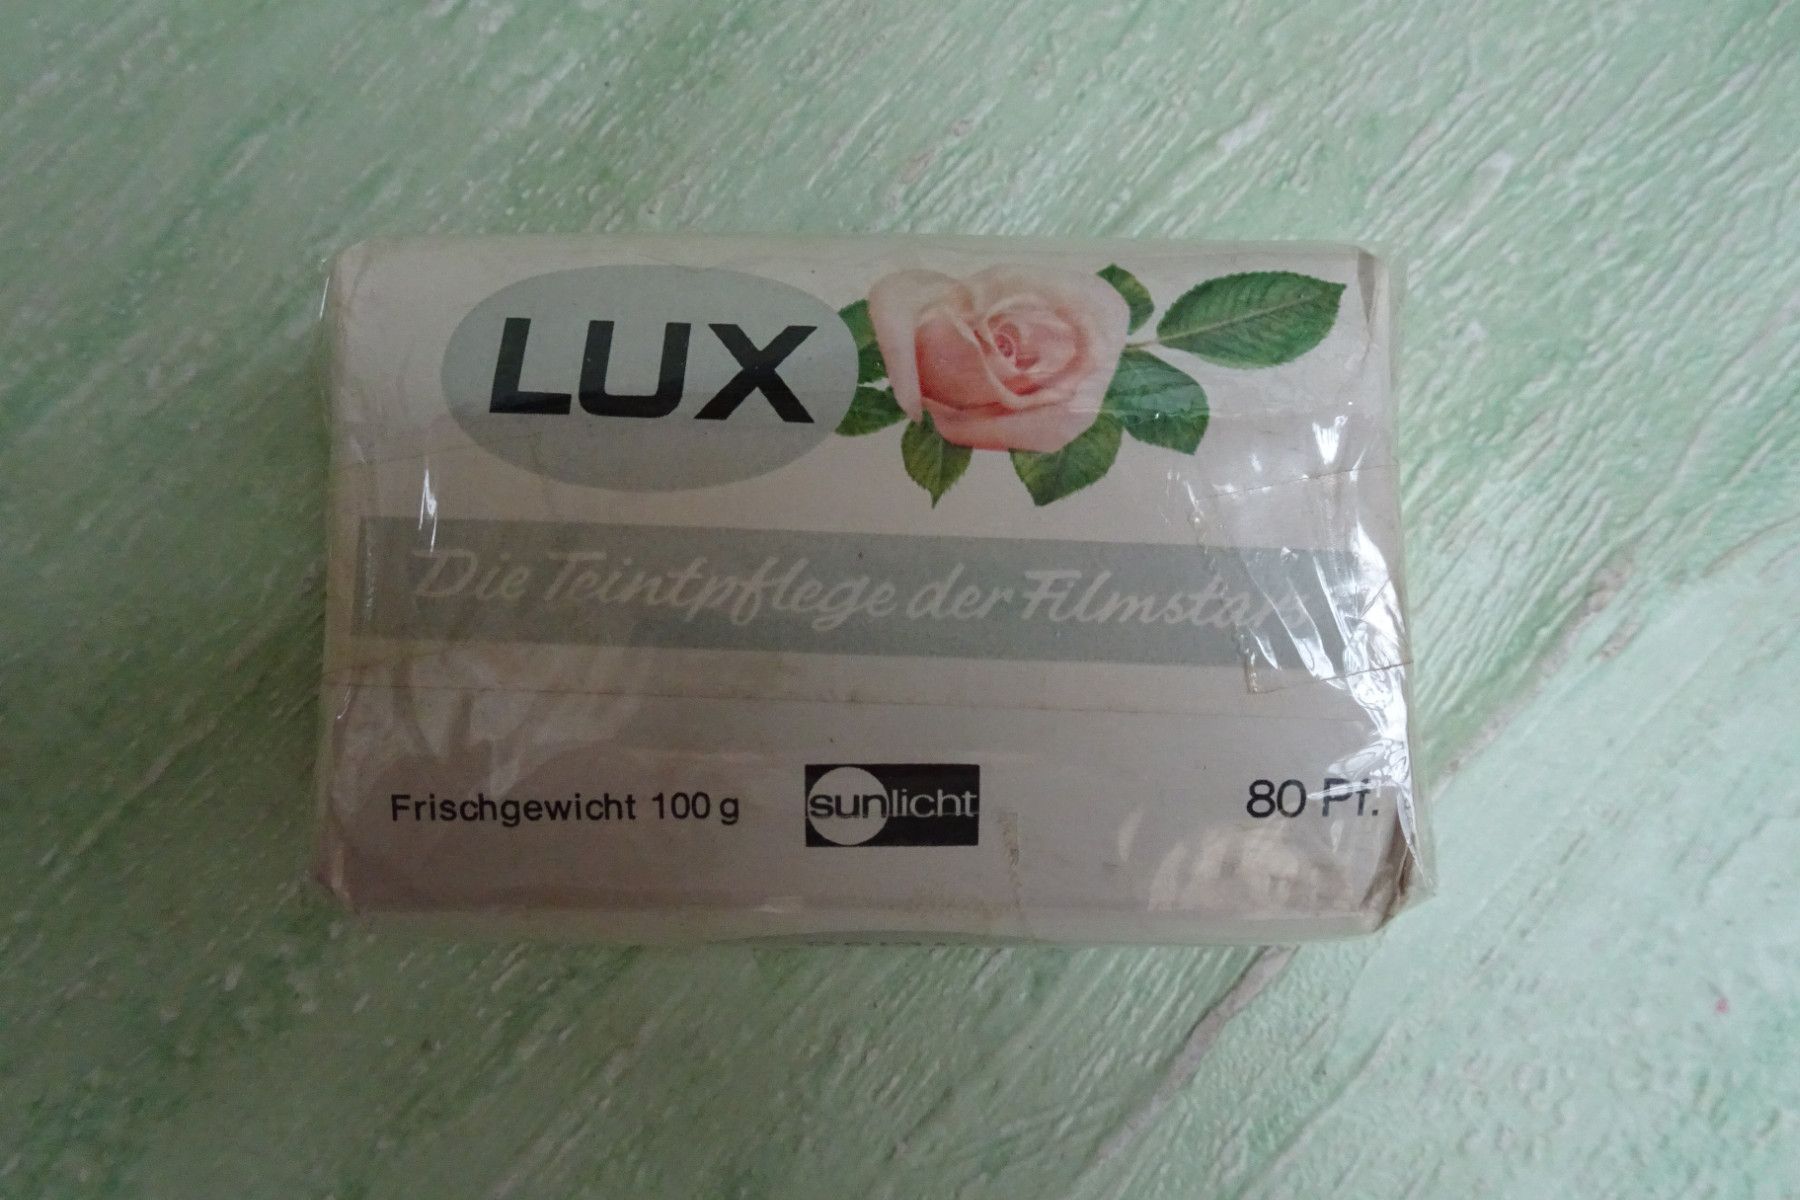 LUX
Die Teintpflege der Filmstars
Frischgewicht 100 g
sunlicht
80 Pf.